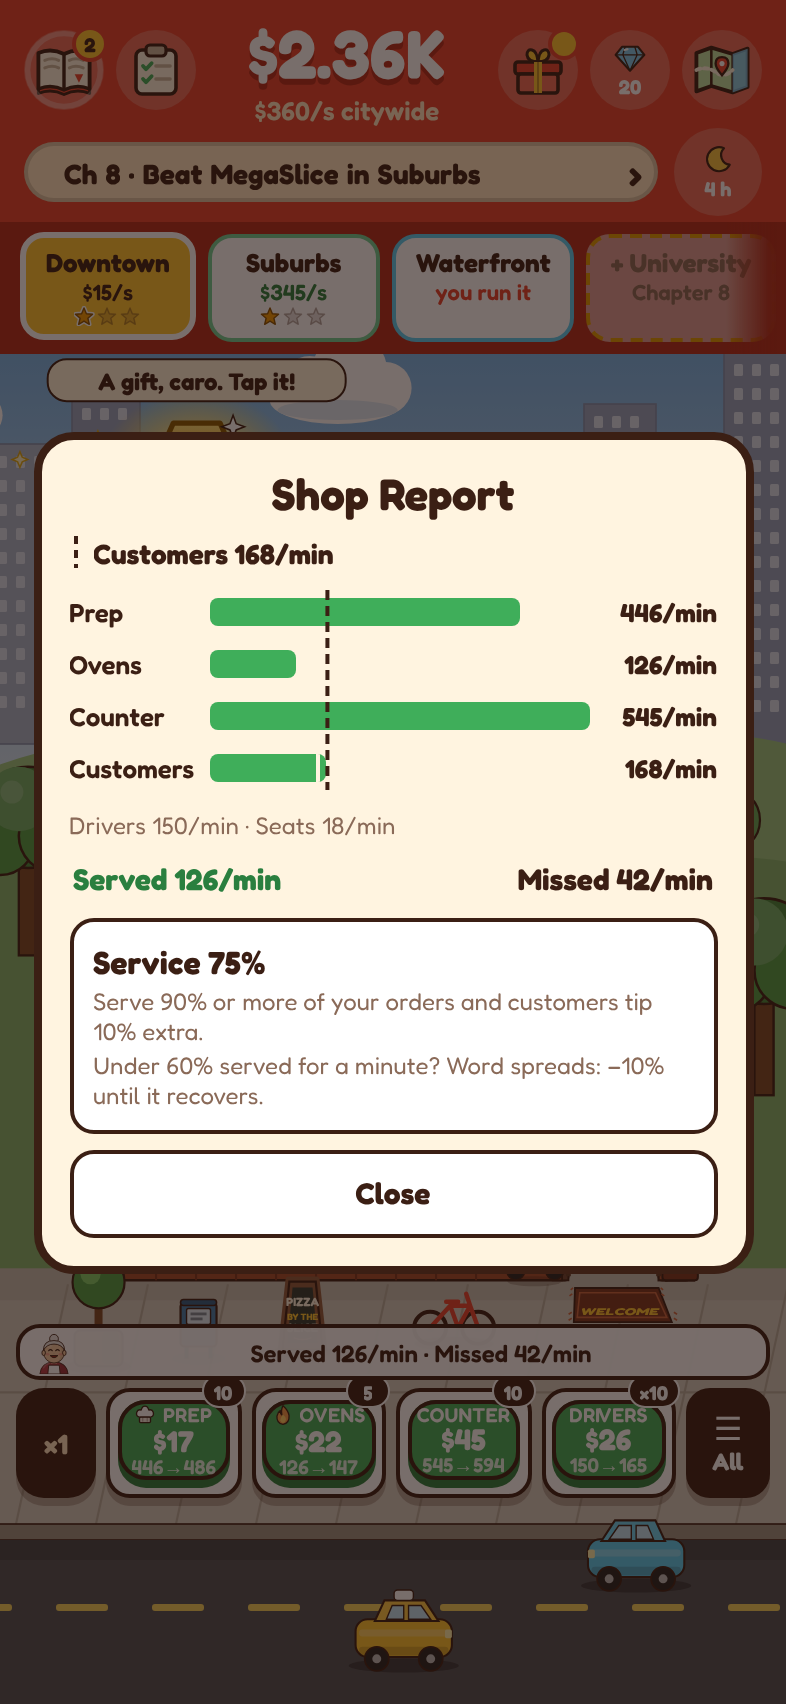 2
$2.36K
$360/s citywide
20
Ch 8 · Beat MegaSlice in Suburbs
4 h
Downtown
$15/s
Suburbs
$345/s
Waterfront
you run it
+ University
Chapter 8
A gift, caro. Tap it!
Shop Report
Customers 168/min
Prep 446/min
Ovens 126/min
Counter 545/min
Customers 168/min
Drivers 150/min · Seats 18/min
Served 126/min Missed 42/min
Service 75%
Serve 90% or more of your orders and customers tip
10% extra.
Under 60% served for a minute? Word spreads: −10%
until it recovers.
Close
PIZZA
BY THE
WELCOME
Served 126/min · Missed 42/min
x1
10
PREP
$17
446→486
5
OVENS
$22
126→147
10
COUNTER
$45
545→594
x10
DRIVERS
$26
150→165
All